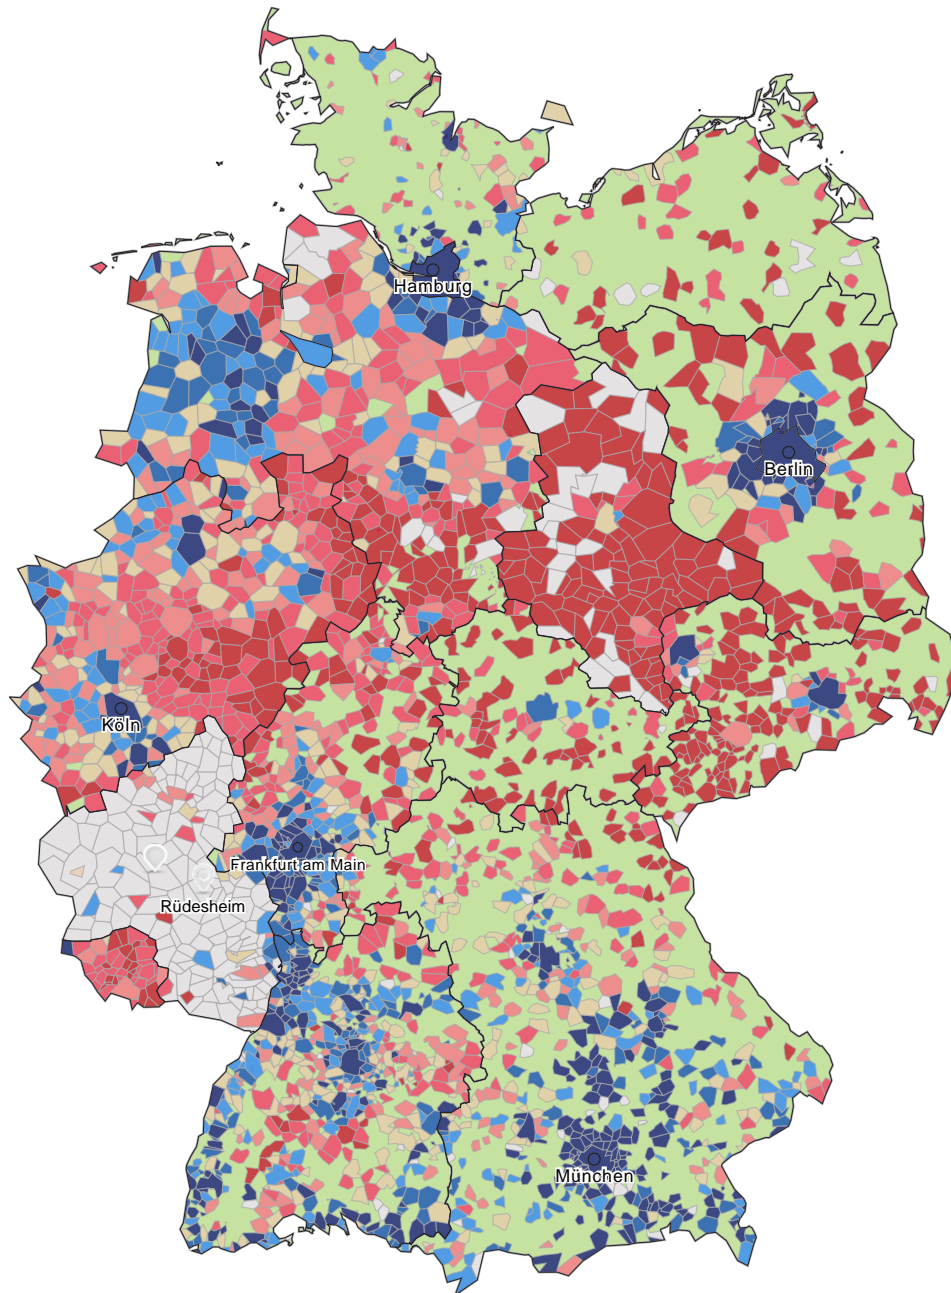 Hamburg
Berlin
Köln
Frankfurt am Main
Rüdesheim
München